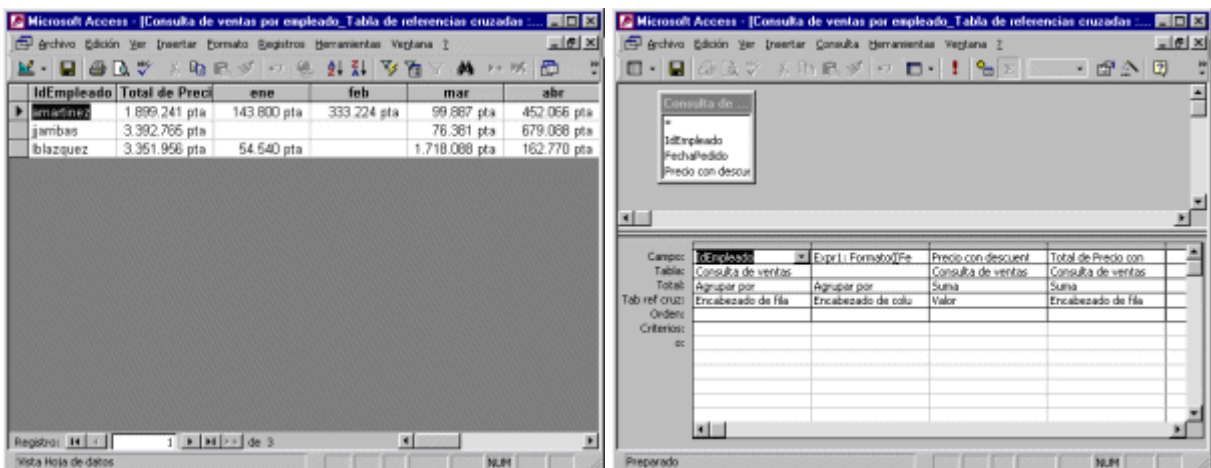 Microsoft Access - [Consulta de ventas por empleado_Tabla de referencias cruzadas :...
Archivo Edición Ver Insertar Formato Registros Herramientas Ventana ?
IdEmpleado Total de Preci ene feb mar abr
amartinez 1.899.241 pta 143.800 pta 333.224 pta 99.887 pta 452.066 pta
jjambas 3.392.765 pta 76.381 pta 679.088 pta
lblazquez 3.351.956 pta 54.540 pta 1.718.088 pta 162.770 pta
Registro: 1 de 3
Vista Hoja de datos NUM
Microsoft Access - [Consulta de ventas por empleado_Tabla de referencias cruzadas :...
Archivo Edición Ver Insertar Consulta Herramientas Ventana ?
Consulta de ...
*
IdEmpleado
FechaPedido
Precio con descue
Campo: IdEmpleado Expr1: Formato([Fe Precio con descuent Total de Precio con
Tabla: Consulta de ventas Consulta de ventas Consulta de ventas
Total: Agrupar por Agrupar por Suma Suma
Tab ref cruz: Encabezado de fila Encabezado de colu Valor Encabezado de fila
Orden:
Criterios:
o:
Preparado NUM